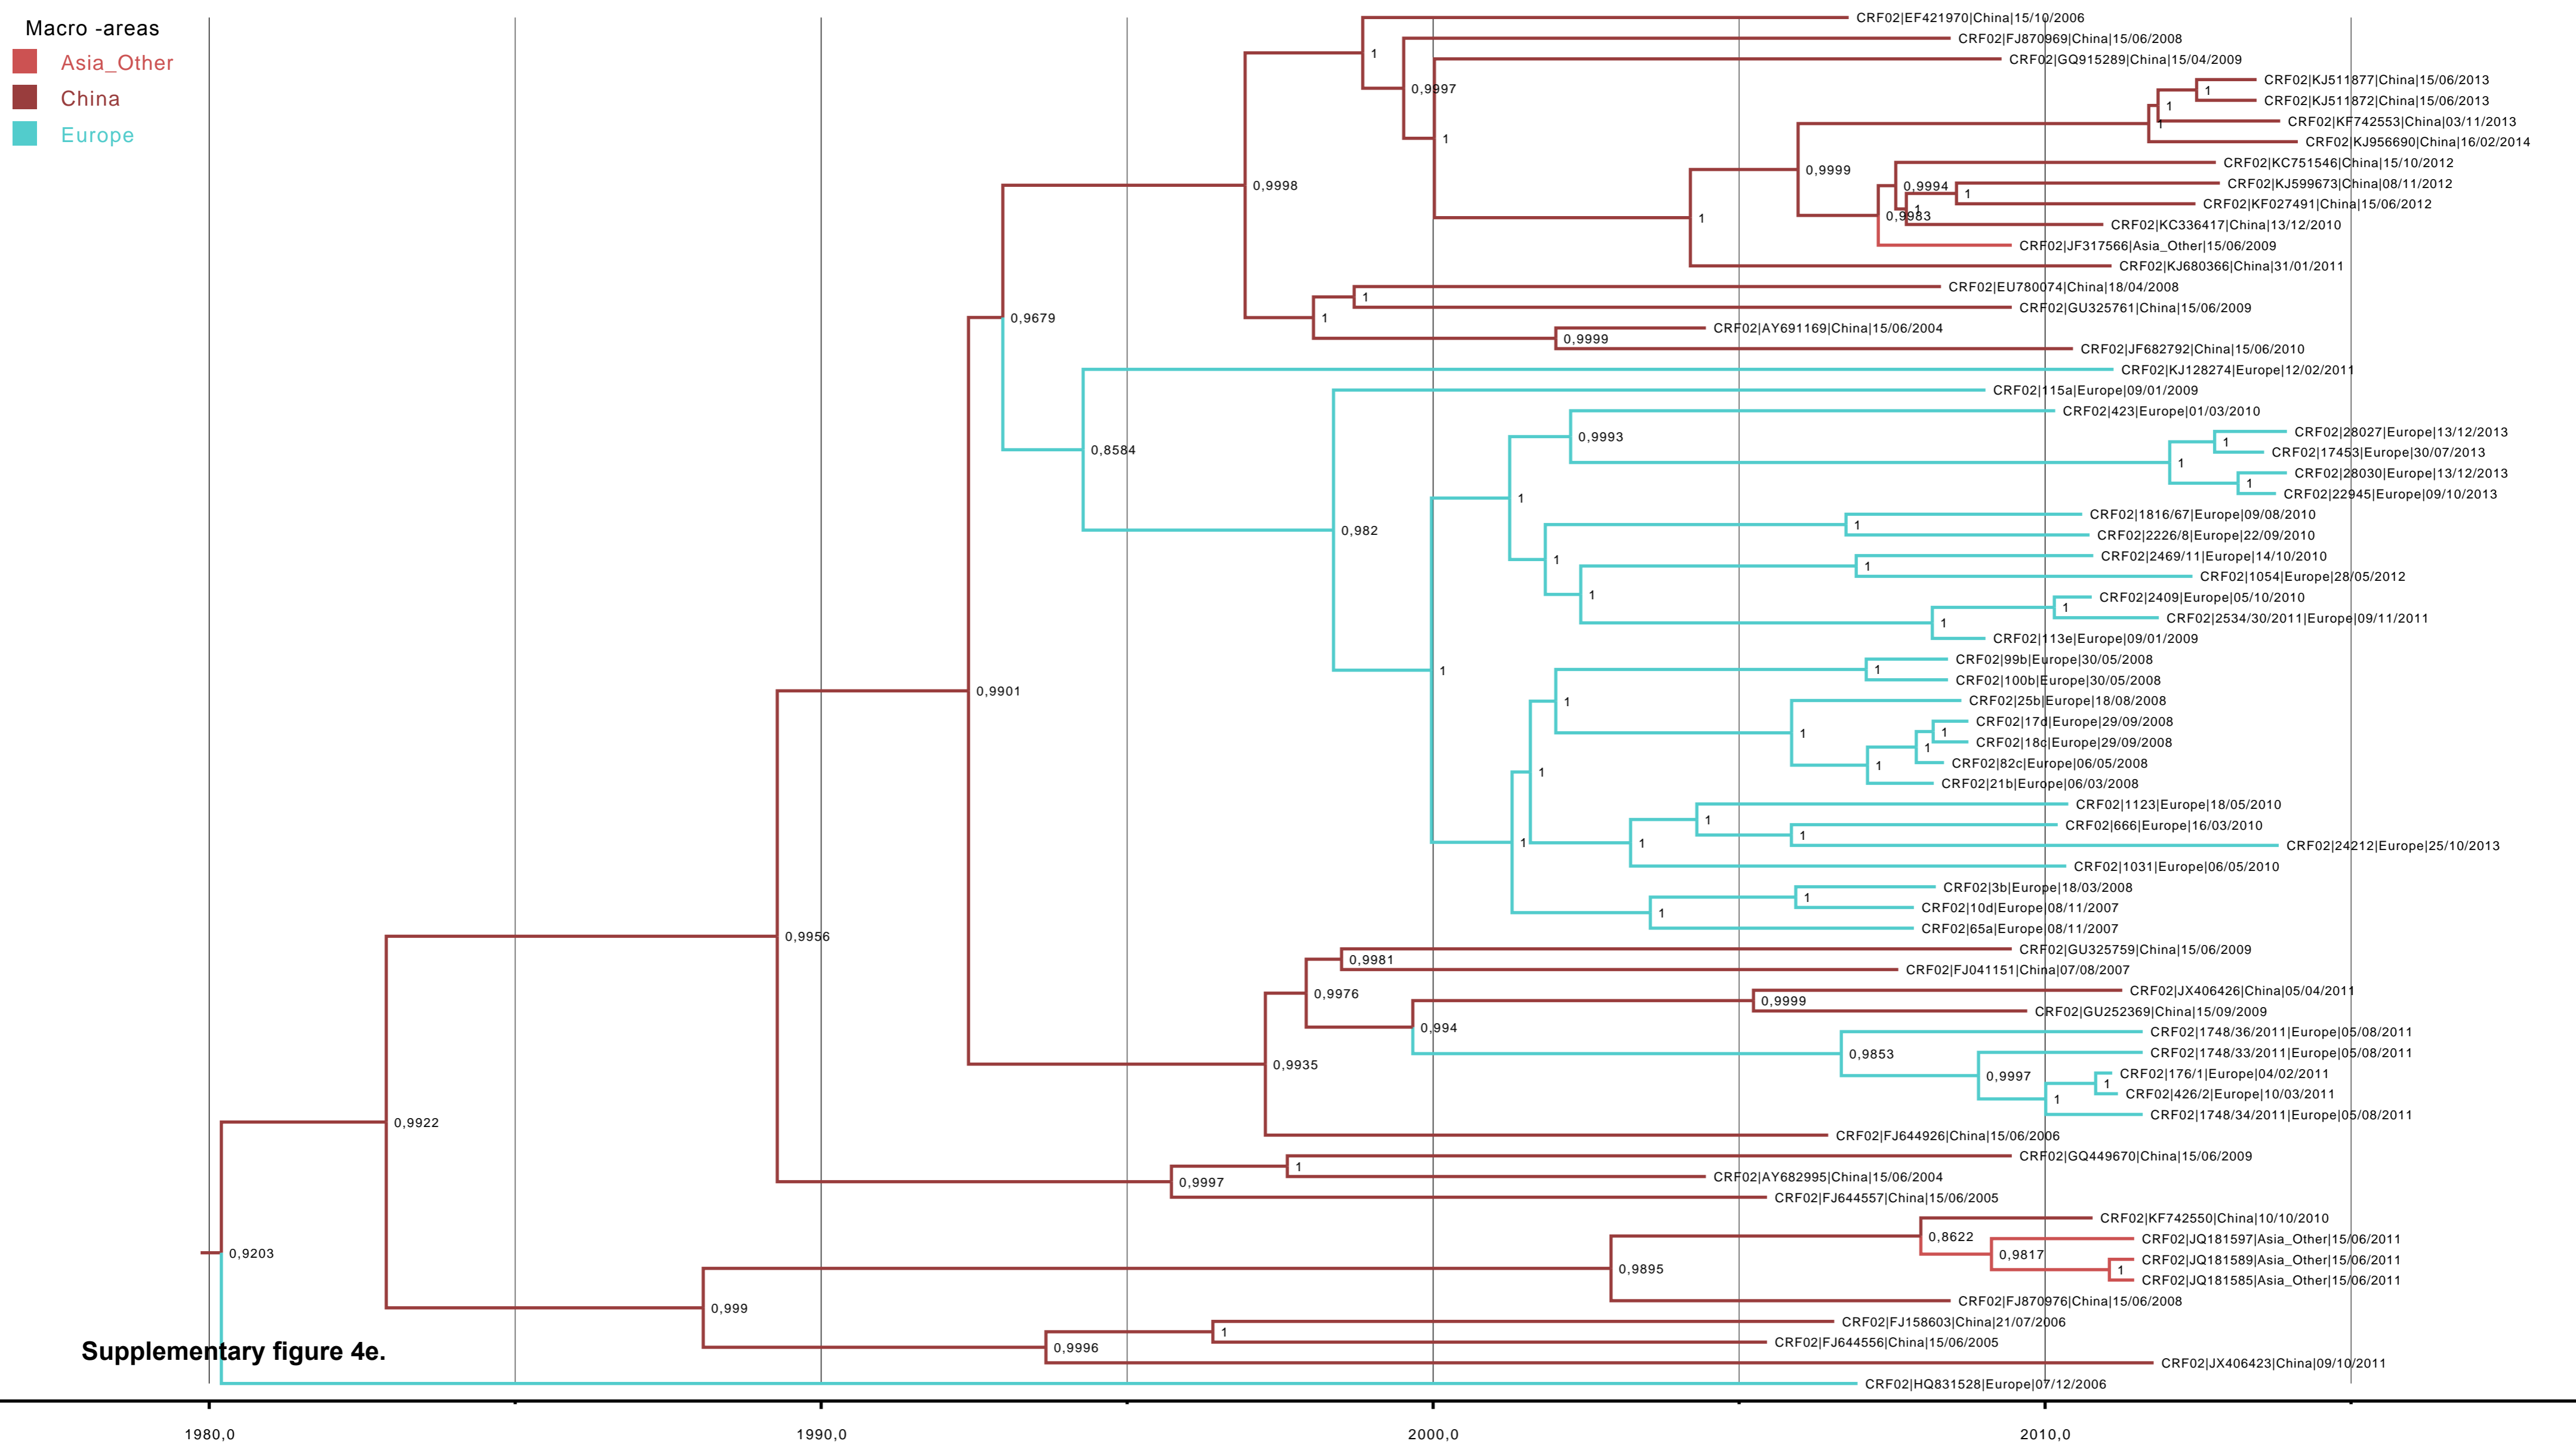 Macro -areas
Asia_Other
China
Europe
CRF02|EF421970|China|15/10/2006
CRF02|FJ870969|China|15/06/2008
1
CRF02|GQ915289|China|15/04/2009
CRF02|KJ511877|China|15/06/2013
0,9997
1
CRF02|KJ511872|China|15/06/2013
1
CRF02|KF742553|China|03/11/2013
1
1
CRF02|KJ956690|China|16/02/2014
CRF02|KC751546|China|15/10/2012
0,9999
0,9998
CRF02|KJ599673|China|08/11/2012
0,9994
1
CRF02|KF027491|China|15/06/2012
1
0,9983
1
CRF02|KC336417|China|13/12/2010
CRF02|JF317566|Asia_Other|15/06/2009
CRF02|KJ680366|China|31/01/2011
CRF02|EU780074|China|18/04/2008
1
CRF02|GU325761|China|15/06/2009
0,9679
1
CRF02|AY691169|China|15/06/2004
0,9999
CRF02|JF682792|China|15/06/2010
CRF02|KJ128274|Europe|12/02/2011
CRF02|115a|Europe|09/01/2009
CRF02|423|Europe|01/03/2010
0,9993
CRF02|28027|Europe|13/12/2013
1
0,8584
CRF02|17453|Europe|30/07/2013
1
CRF02|28030|Europe|13/12/2013
1
CRF02|22945|Europe|09/10/2013
1
CRF02|1816/67|Europe|09/08/2010
1
0,982
CRF02|2226/8|Europe|22/09/2010
CRF02|2469/11|Europe|14/10/2010
1
1
CRF02|1054|Europe|28/05/2012
1
CRF02|2409|Europe|05/10/2010
1
CRF02|2534/30/2011|Europe|09/11/2011
1
CRF02|113e|Europe|09/01/2009
CRF02|99b|Europe|30/05/2008
1
1
CRF02|100b|Europe|30/05/2008
0,9901
CRF02|25b|Europe|18/08/2008
1
CRF02|17d|Europe|29/09/2008
1
1
CRF02|18c|Europe|29/09/2008
1
CRF02|82c|Europe|06/05/2008
1
1
CRF02|21b|Europe|06/03/2008
CRF02|1123|Europe|18/05/2010
1
CRF02|666|Europe|16/03/2010
1
1
1
CRF02|24212|Europe|25/10/2013
CRF02|1031|Europe|06/05/2010
CRF02|3b|Europe|18/03/2008
1
CRF02|10d|Europe|08/11/2007
1
CRF02|65a|Europe|08/11/2007
0,9956
CRF02|GU325759|China|15/06/2009
0,9981
CRF02|FJ041151|China|07/08/2007
CRF02|JX406426|China|05/04/2011
0,9976
0,9999
CRF02|GU252369|China|15/09/2009
0,994
CRF02|1748/36/2011|Europe|05/08/2011
0,9853
CRF02|1748/33/2011|Europe|05/08/2011
0,9935
CRF02|176/1|Europe|04/02/2011
0,9997
1
CRF02|426/2|Europe|10/03/2011
1
CRF02|1748/34/2011|Europe|05/08/2011
0,9922
CRF02|FJ644926|China|15/06/2006
CRF02|GQ449670|China|15/06/2009
1
CRF02|AY682995|China|15/06/2004
0,9997
CRF02|FJ644557|China|15/06/2005
CRF02|KF742550|China|10/10/2010
0,8622
CRF02|JQ181597|Asia_Other|15/06/2011
0,9203
0,9817
CRF02|JQ181589|Asia_Other|15/06/2011
0,9895
1
CRF02|JQ181585|Asia_Other|15/06/2011
CRF02|FJ870976|China|15/06/2008
0,999
CRF02|FJ158603|China|21/07/2006
1
CRF02|FJ644556|China|15/06/2005
0,9996
Supplementary figure 4e.
CRF02|JX406423|China|09/10/2011
CRF02|HQ831528|Europe|07/12/2006
1980,0 1990,0 2000,0 2010,0